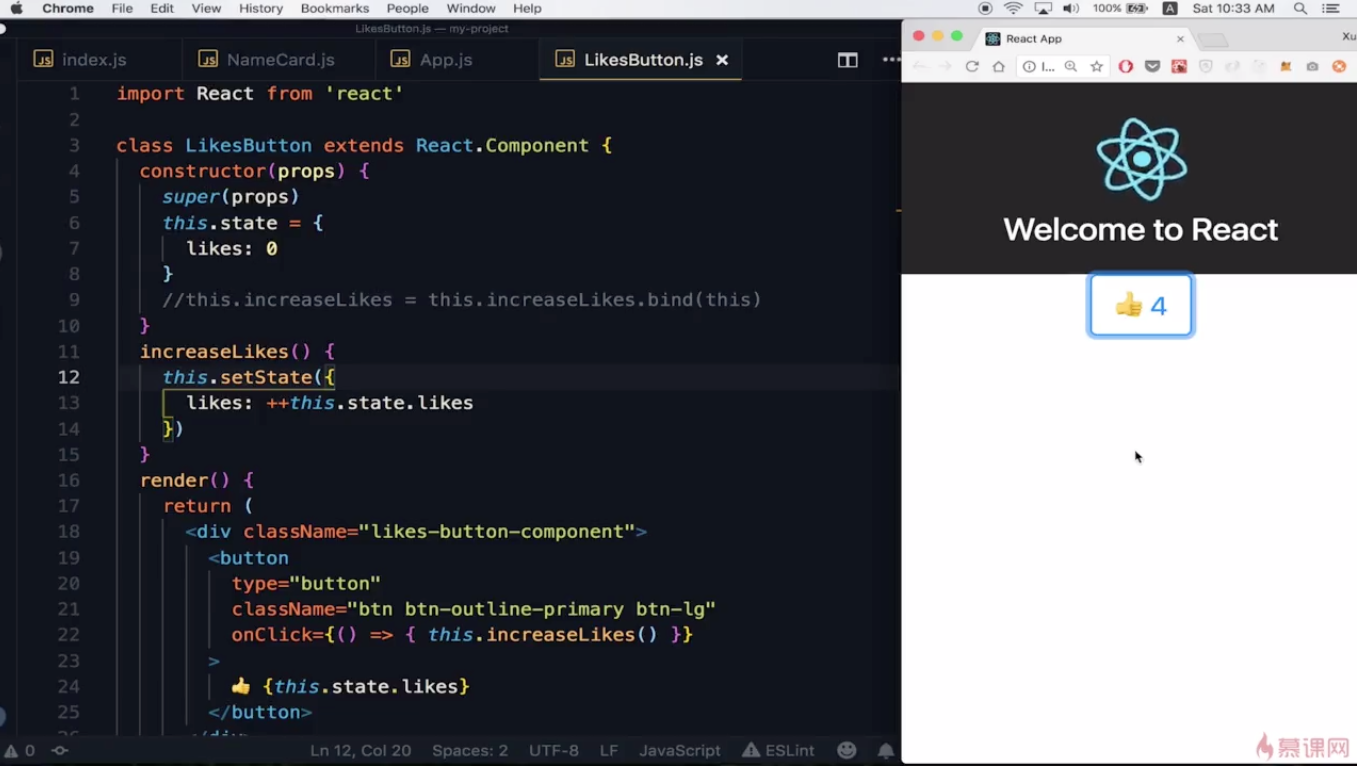 Chrome File Edit View History Bookmarks People Window Help 100% A Sat 10:33 AM
LikesButton.js — my-project
JS index.js JS NameCard.js JS App.js JS LikesButton.js ×
1 import React from 'react'
2
3 class LikesButton extends React.Component {
4 constructor(props) {
5 super(props)
6 this.state = {
7 likes: 0
8 }
9 //this.increaseLikes = this.increaseLikes.bind(this)
10 }
11 increaseLikes() {
12 this.setState({
13 likes: ++this.state.likes
14 })
15 }
16 render() {
17 return (
18 <div className="likes-button-component">
19 <button
20 type="button"
21 className="btn btn-outline-primary btn-lg"
22 onClick={() => { this.increaseLikes() }}
23 >
24 👍 {this.state.likes}
25 </button>
0 Ln 12, Col 20 Spaces: 2 UTF-8 LF JavaScript ESLint
React App × Xu
Welcome to React
👍 4
慕课网